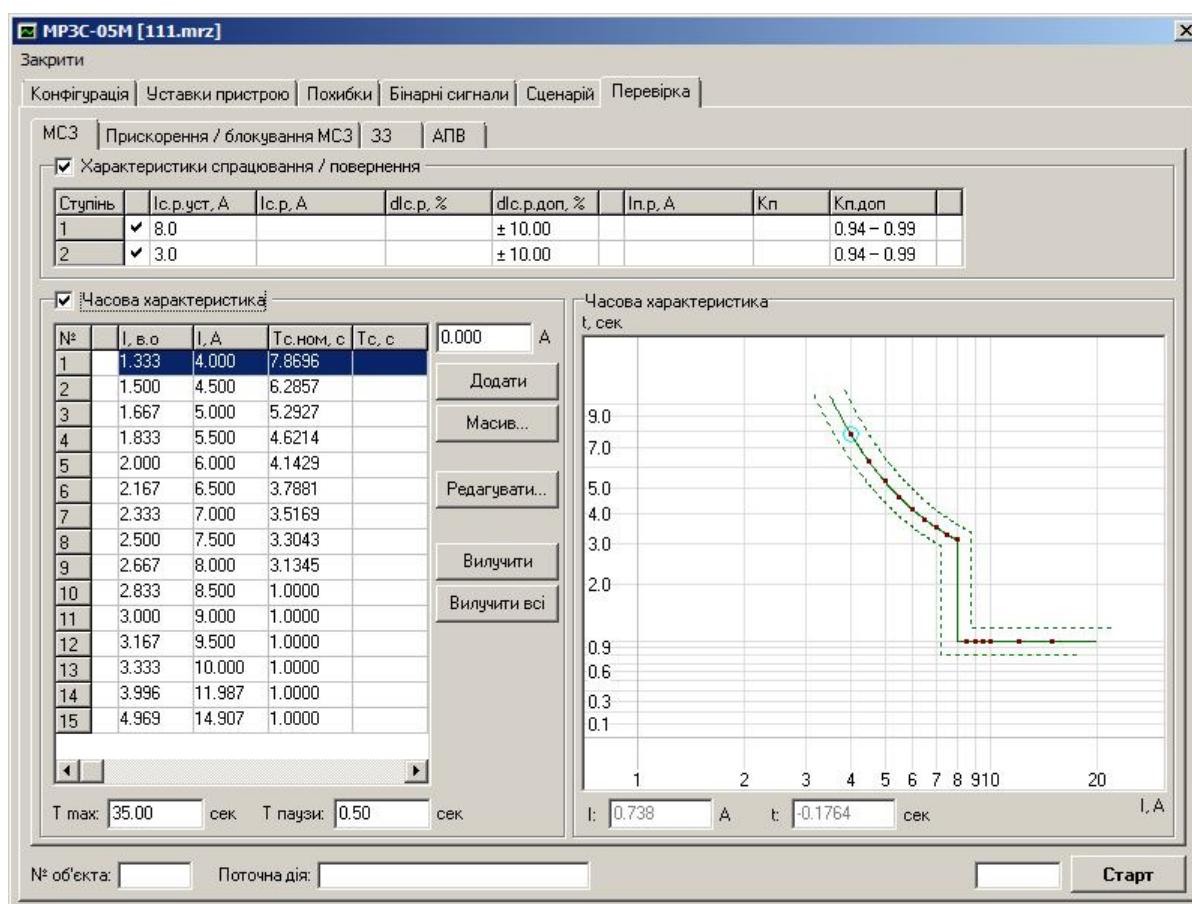 МРЗС-05М [111.mrz]
Закрити
Конфігурація Уставки пристрою Похибки Бінарні сигнали Сценарій Перевірка
МСЗ Прискорення / блокування МСЗ ЗЗ АПВ
Характеристики спрацювання / повернення
Ступінь Іс.р.уст, А Іс.р, А dІс.р, % dІс.р.доп, % Іп.р, А Кп Кп.доп
1 8.0 ± 10.00 0.94 – 0.99
2 3.0 ± 10.00 0.94 – 0.99
Часова характеристика
№ І, в.о І, А Тс.ном, с Тс, с
1 1.333 4.000 7.8696
2 1.500 4.500 6.2857
3 1.667 5.000 5.2927
4 1.833 5.500 4.6214
5 2.000 6.000 4.1429
6 2.167 6.500 3.7881
7 2.333 7.000 3.5169
8 2.500 7.500 3.3043
9 2.667 8.000 3.1345
10 2.833 8.500 1.0000
11 3.000 9.000 1.0000
12 3.167 9.500 1.0000
13 3.333 10.000 1.0000
14 3.996 11.987 1.0000
15 4.969 14.907 1.0000
0.000 А
Додати
Масив...
Редагувати...
Вилучити
Вилучити всі
Т max: 35.00 сек Т паузи: 0.50 сек
Часова характеристика
t, сек
9.0
7.0
5.0
4.0
3.0
2.0
0.9
0.6
0.3
0.1
1 2 3 4 5 6 7 8 9 10 20
І, А
І: 0.738 А t: -0.1764 сек
№ об'єкта: Поточна дія: Старт